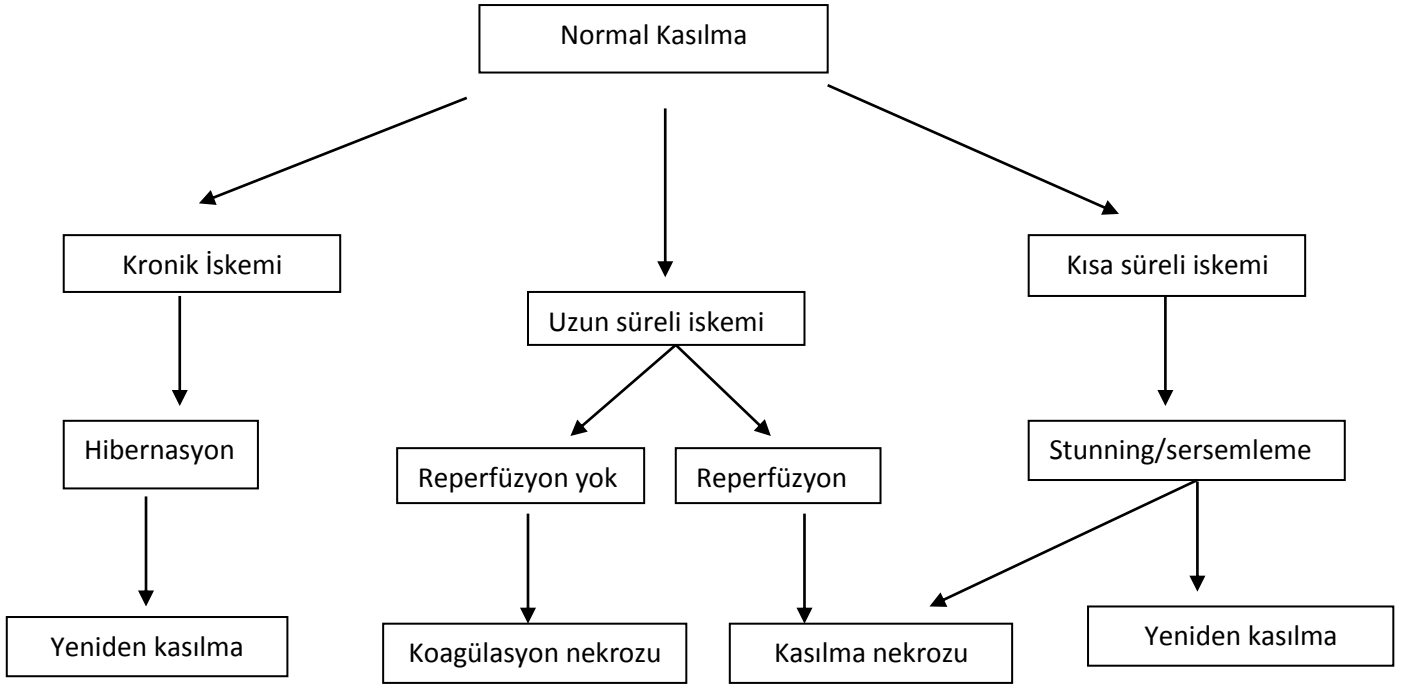 Normal Kasılma
Kronik İskemi
Kısa süreli iskemi
Uzun süreli iskemi
Hibernasyon
Reperfüzyon yok
Reperfüzyon
Stunning/sersemleme
Yeniden kasılma
Koagülasyon nekrozu
Kasılma nekrozu
Yeniden kasılma